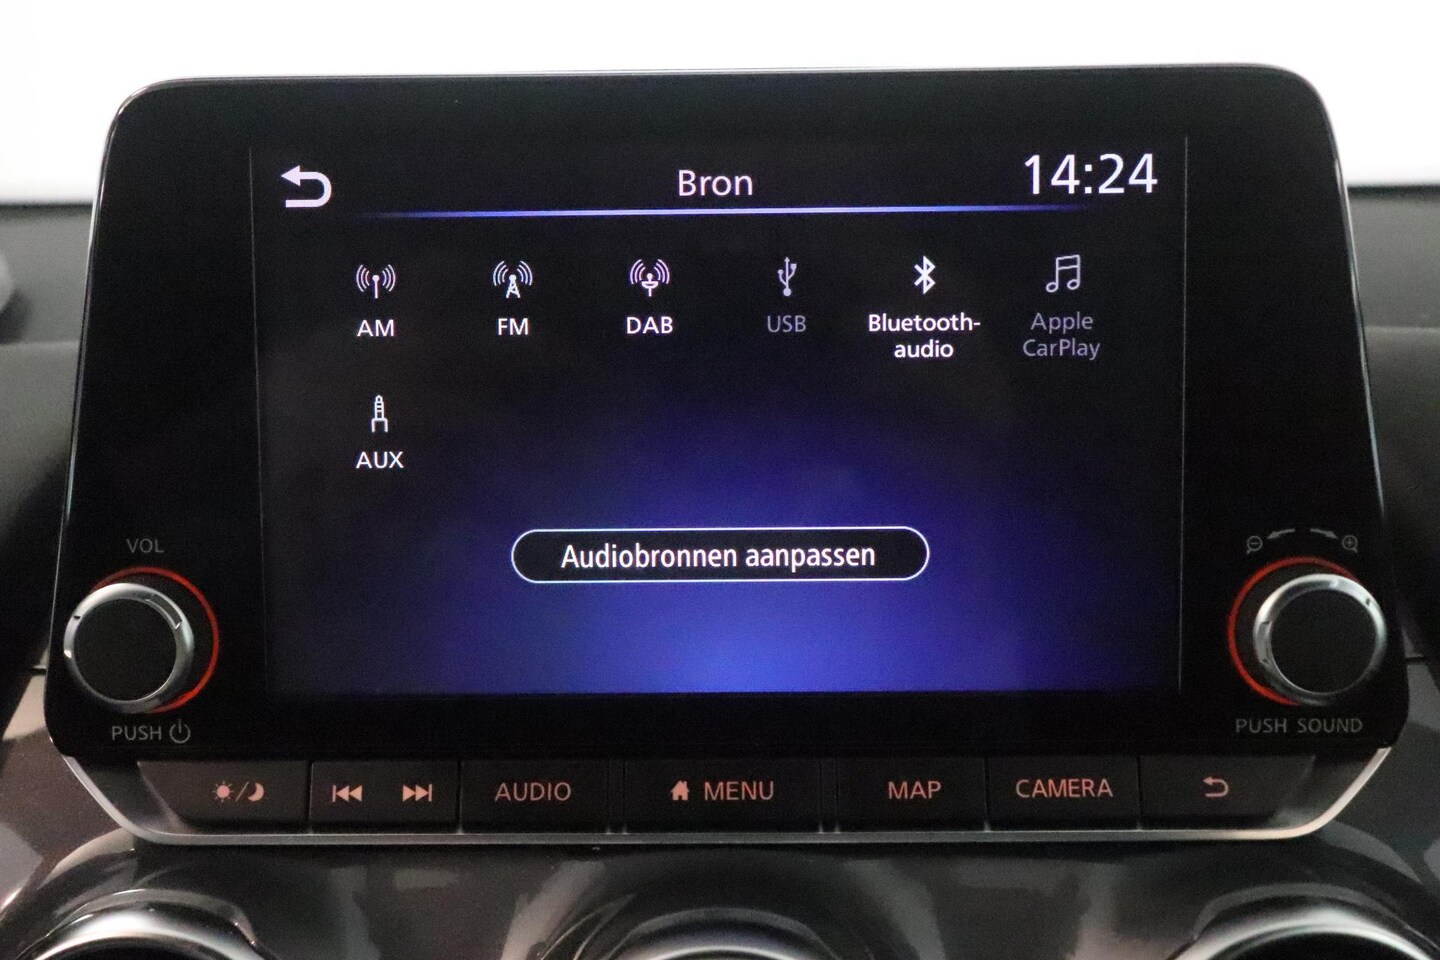 Bron
14:24
AM
FM
DAB
USB
Bluetooth-
audio
Apple
CarPlay
AUX
Audiobronnen aanpassen
VOL
PUSH
PUSH SOUND
AUDIO
MENU
MAP
CAMERA